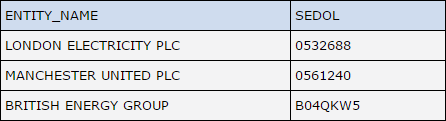 ENTITY_NAME SEDOL
LONDON ELECTRICITY PLC 0532688
MANCHESTER UNITED PLC 0561240
BRITISH ENERGY GROUP B04QKW5